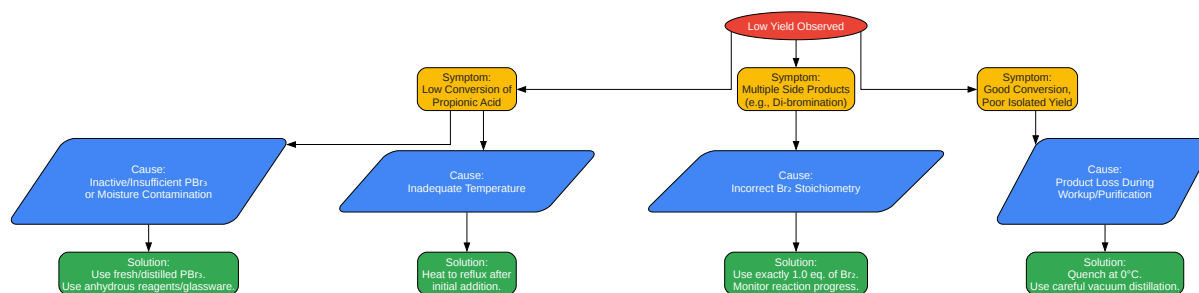 Low Yield Observed
Symptom:
Low Conversion of
Propionic Acid
Symptom:
Multiple Side Products
(e.g., Di-bromination)
Symptom:
Good Conversion,
Poor Isolated Yield
Cause:
Inactive/Insufficient PBr₃
or Moisture Contamination
Cause:
Inadequate Temperature
Cause:
Incorrect Br₂ Stoichiometry
Cause:
Product Loss During
Workup/Purification
Solution:
Use fresh/distilled PBr₃.
Use anhydrous reagents/glassware.
Solution:
Heat to reflux after
initial addition.
Solution:
Use exactly 1.0 eq. of Br₂.
Monitor reaction progress.
Solution:
Quench at 0°C.
Use careful vacuum distillation.